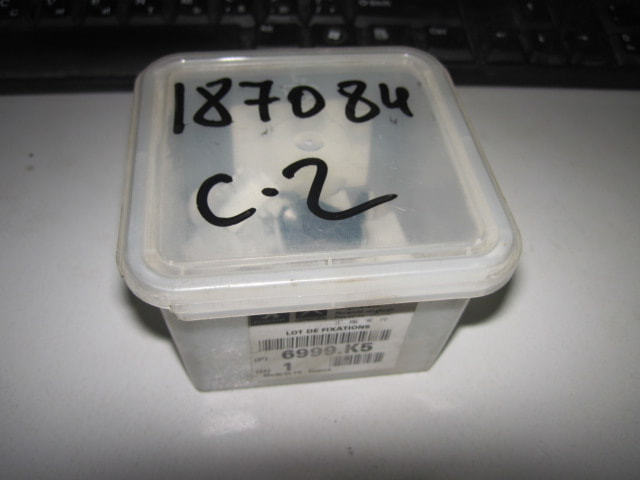 187084
C-2
LOT DE FIXATIONS
(P) 6999.K5
1